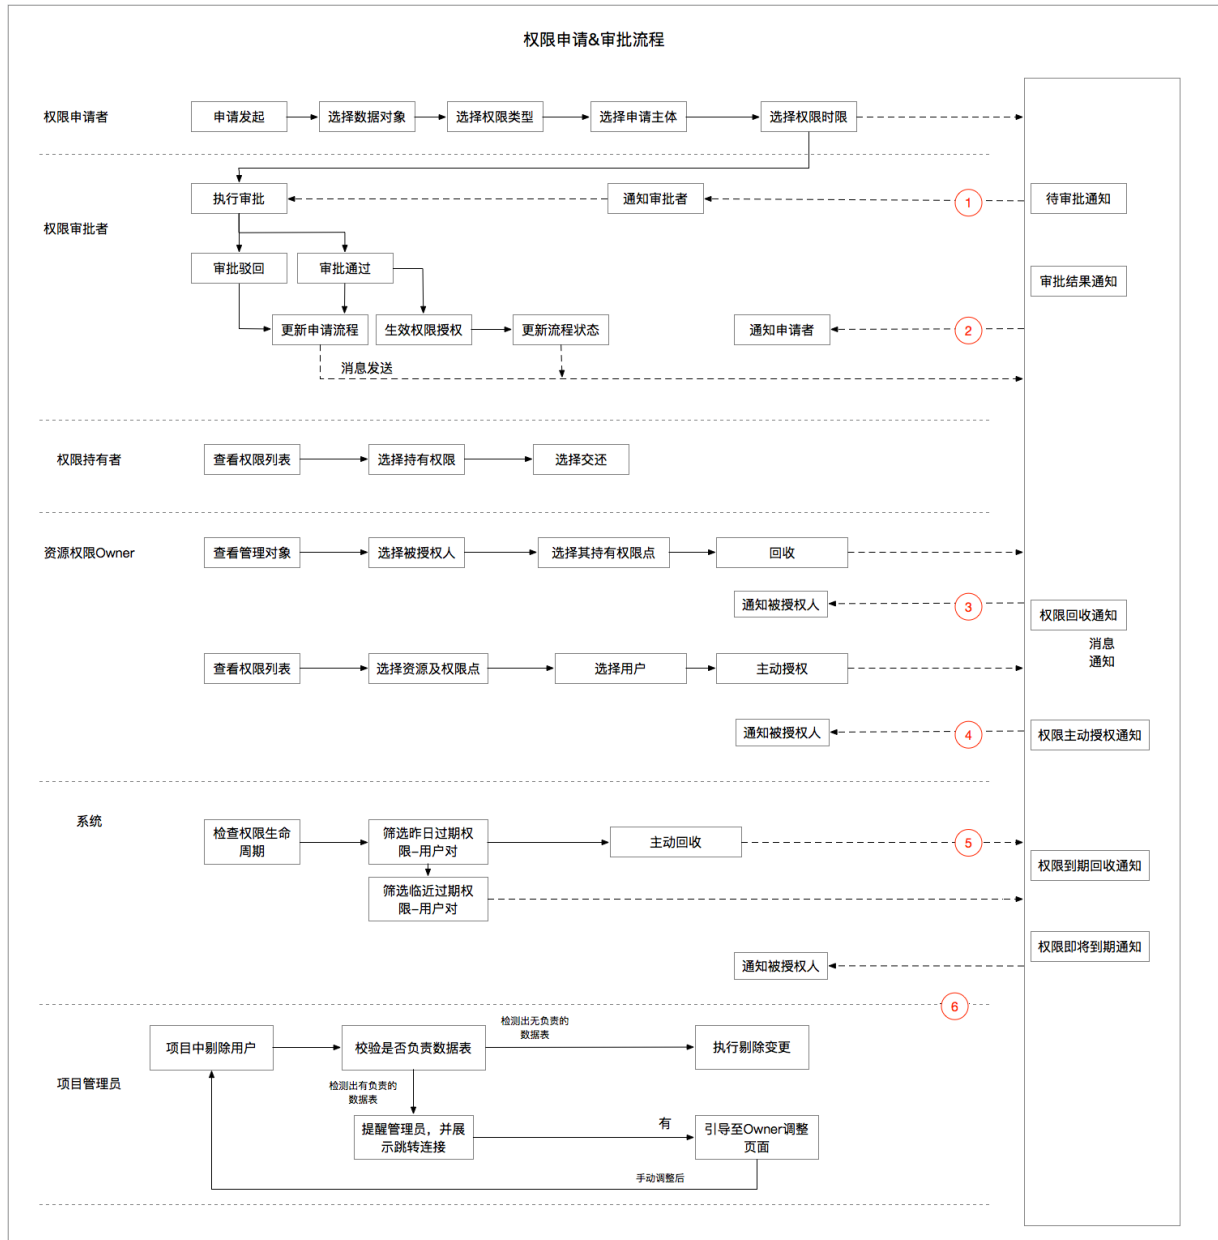 权限申请&审批流程
权限申请者
申请发起
选择数据对象
选择权限类型
选择申请主体
选择权限时限
执行审批
通知审批者
1
待审批通知
权限审批者
审批驳回
审批通过
审批结果通知
更新申请流程
生效权限授权
更新流程状态
通知申请者
2
消息发送
权限持有者
查看权限列表
选择持有权限
选择交还
资源权限Owner
查看管理对象
选择被授权人
选择其持有权限点
回收
通知被授权人
3
权限回收通知
消息
通知
查看权限列表
选择资源及权限点
选择用户
主动授权
通知被授权人
4
权限主动授权通知
系统
检查权限生命
周期
筛选昨日过期权
限-用户对
主动回收
5
权限到期回收通知
筛选临近过期权
限-用户对
权限即将到期通知
通知被授权人
6
检测出无负责的
数据表
项目中剔除用户
校验是否负责数据表
执行剔除变更
项目管理员
检测出有负责的
数据表
提醒管理员，并展
示跳转连接
有
引导至Owner调整
页面
手动调整后